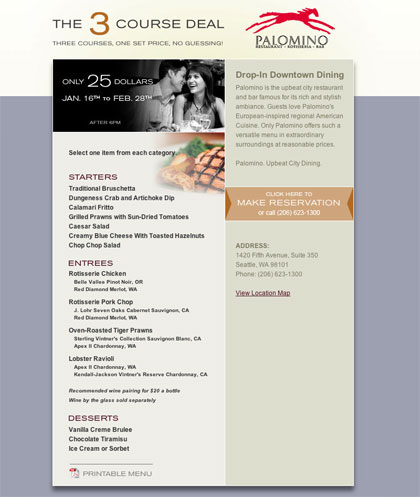 THE 3 COURSE DEAL
THREE COURSES, ONE SET PRICE, NO GUESSING!
PALOMINO
RESTAURANT • ROTISSERIA • BAR
ONLY 25 DOLLARS
JAN. 16TH TO FEB. 28TH
AFTER 6PM
Select one item from each category.
STARTERS
Traditional Bruschetta
Dungeness Crab and Artichoke Dip
Calamari Fritto
Grilled Prawns with Sun-Dried Tomatoes
Caesar Salad
Creamy Blue Cheese With Toasted Hazelnuts
Chop Chop Salad
ENTREES
Rotisserie Chicken
Belle Vallee Pinot Noir, OR
Red Diamond Merlot, WA
Rotisserie Pork Chop
J. Lohr Seven Oaks Cabernet Sauvignon, CA
Red Diamond Merlot, WA
Oven-Roasted Tiger Prawns
Sterling Vintner's Collection Sauvignon Blanc, CA
Apex II Chardonnay, WA
Lobster Ravioli
Apex II Chardonnay, WA
Kendall-Jackson Vintner's Reserve Chardonnay, CA
Recommended wine pairing for $20 a bottle
Wine by the glass sold separately
DESSERTS
Vanilla Creme Brulee
Chocolate Tiramisu
Ice Cream or Sorbet
PRINTABLE MENU
Drop-In Downtown Dining
Palomino is the upbeat city restaurant
and bar famous for its rich and stylish
ambiance. Guests love Palomino's
European-inspired regional American
Cuisine. Only Palomino offers such a
versatile menu in extraordinary
surroundings at reasonable prices.
Palomino. Upbeat City Dining.
CLICK HERE TO
MAKE RESERVATION
or call (206) 623-1300
ADDRESS:
1420 Fifth Avenue, Suite 350
Seattle, WA 98101
Phone: (206) 623-1300
View Location Map